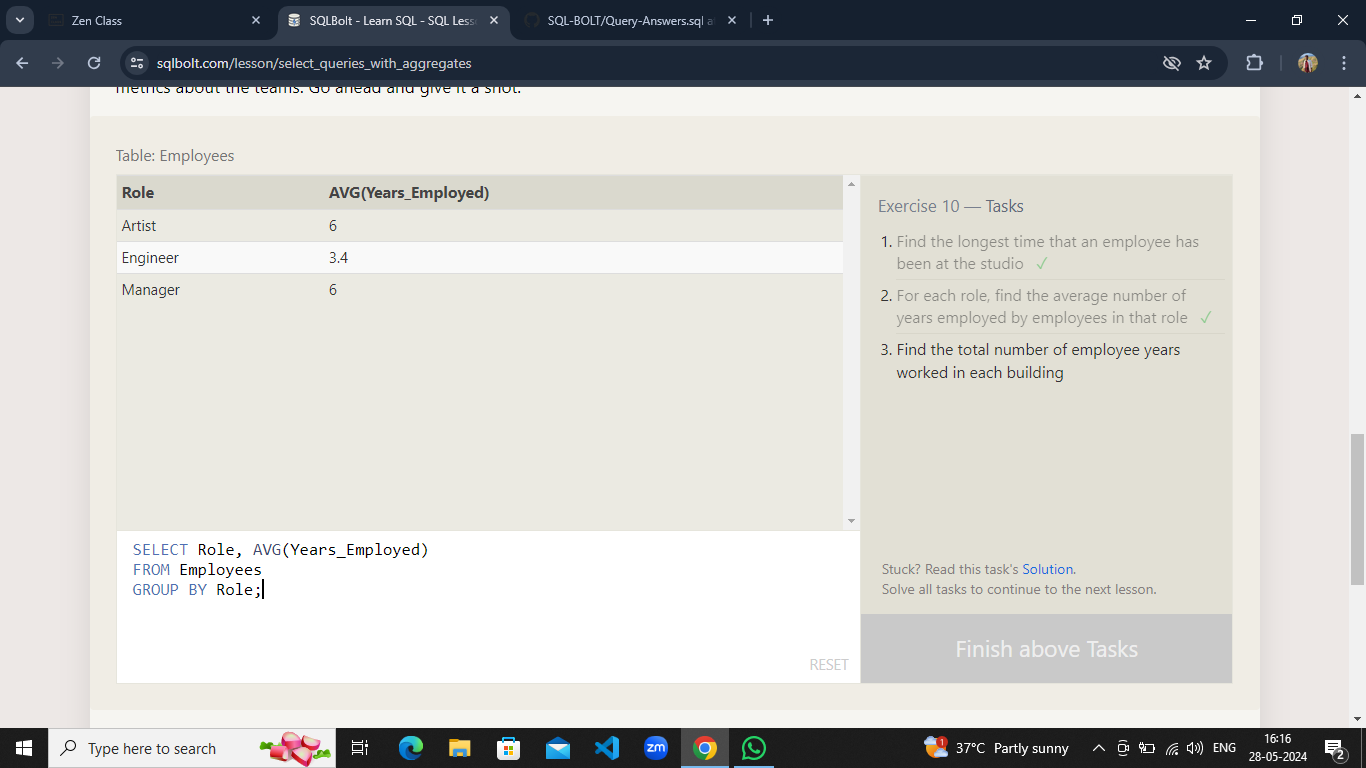 Zen Class
SQLBolt - Learn SQL - SQL Less
SQL-BOLT/Query-Answers.sql a
sqlbolt.com/lesson/select_queries_with_aggregates
metrics about the teams. Go ahead and give it a shot.
Table: Employees
Role AVG(Years_Employed)
Artist 6
Engineer 3.4
Manager 6
Exercise 10 — Tasks
1. Find the longest time that an employee has
been at the studio ✓
2. For each role, find the average number of
years employed by employees in that role ✓
3. Find the total number of employee years
worked in each building
SELECT Role, AVG(Years_Employed)
FROM Employees
GROUP BY Role;
RESET
Stuck? Read this task's Solution.
Solve all tasks to continue to the next lesson.
Finish above Tasks
Type here to search
zm
1
37°C Partly sunny
ENG
16:16
28-05-2024
2